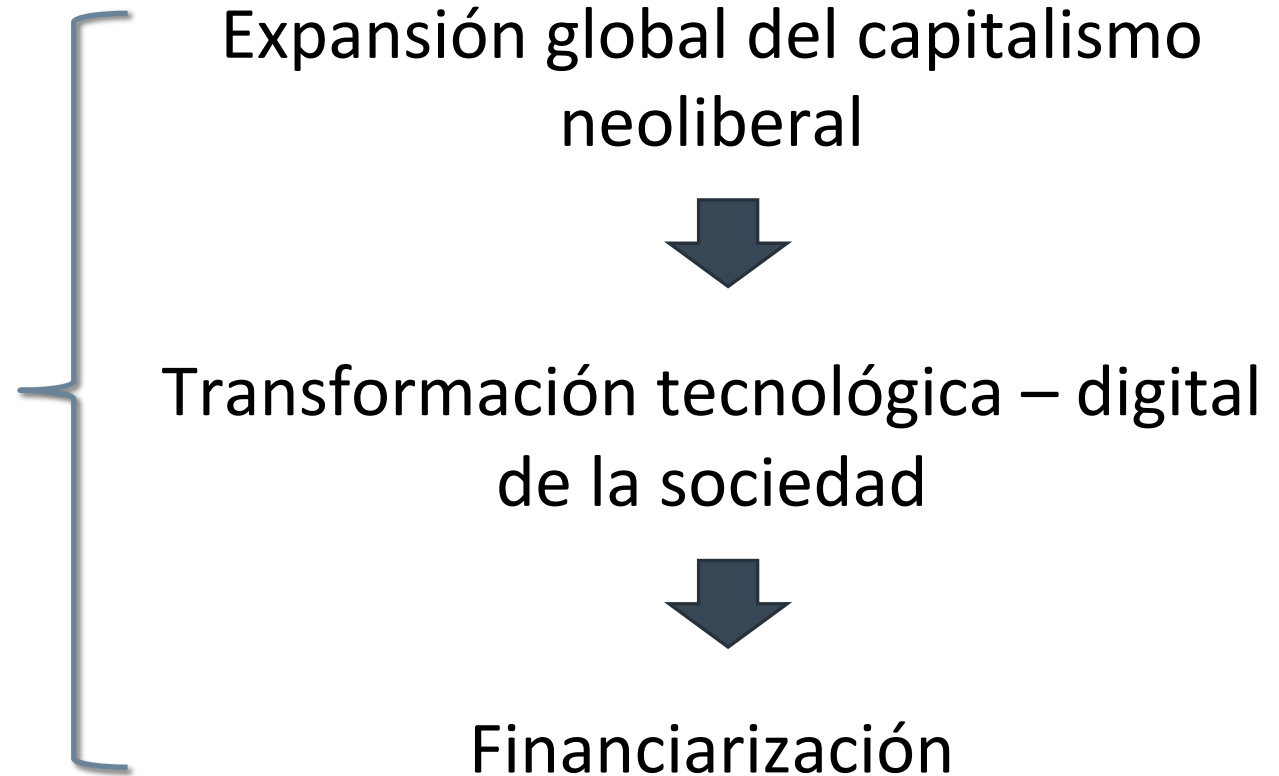 Expansión global del capitalismo
neoliberal
Transformación tecnológica – digital
de la sociedad
Financiarización